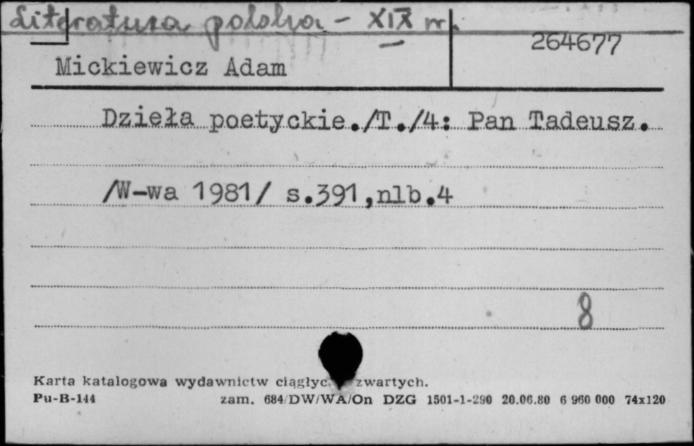 Literatura polska - XIX w.
264677
Mickiewicz Adam
Dzieła poetyckie./T./4: Pan Tadeusz.
/W-wa 1981/ s.391,nlb.4
8
Karta katalogowa wydawnictw ciągłyc zwartych.
Pu-B-144 zam. 684/DW/WA/On DZG 1501-1-290 20.06.80 6 960 000 74x120